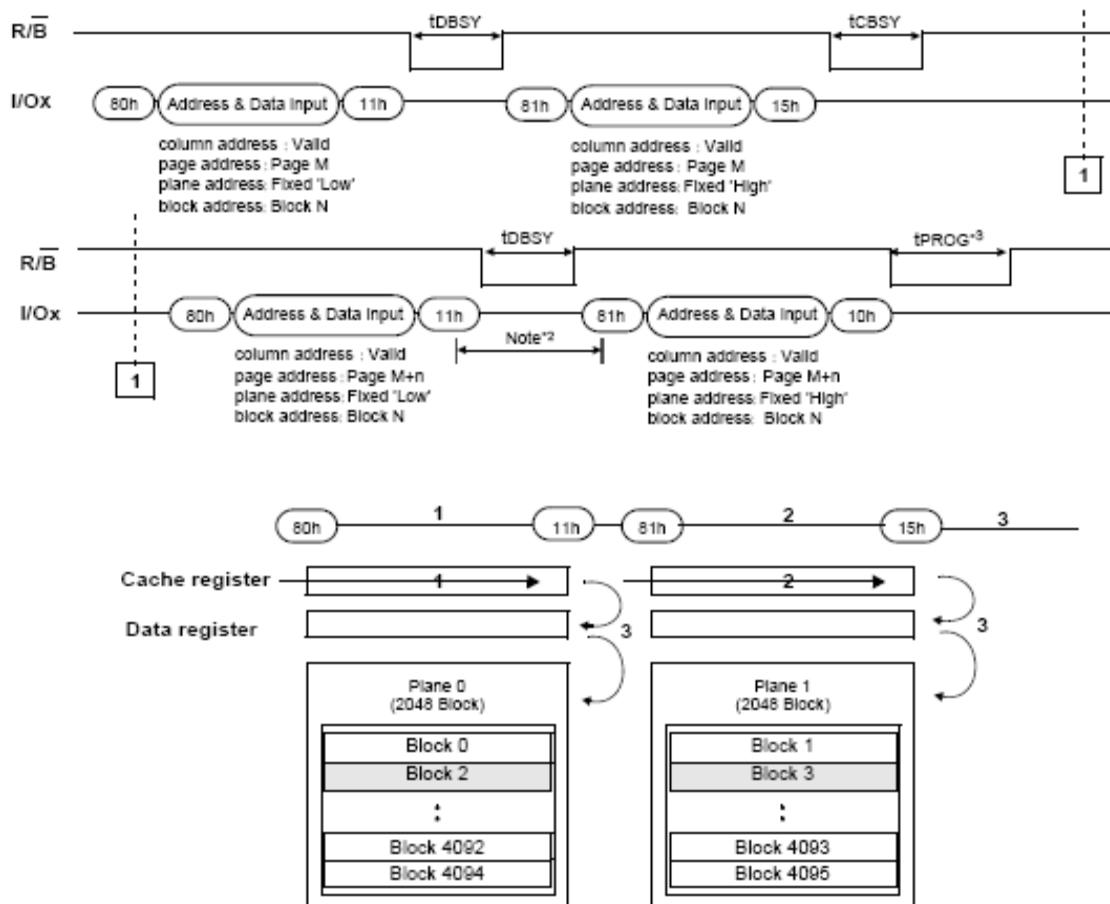 tDBSY tCBSY
R/B
I/Ox 80h Address & Data Input 11h 81h Address & Data Input 15h
column address : Valid
page address : Page M
plane address: Fixed 'Low'
block address: Block N
column address : Valid
page address : Page M
plane address: Fixed 'High'
block address: Block N
1
tDBSY tPROG*3
R/B
I/Ox 80h Address & Data Input 11h 81h Address & Data Input 10h
Note*2
1
column address : Valid
page address : Page M+n
plane address: Fixed 'Low'
block address: Block N
column address : Valid
page address : Page M+n
plane address: Fixed 'High'
block address: Block N
80h 1 11h 81h 2 15h 3
Cache register 1 2
Data register 3 3
Plane 0
(2048 Block)
Block 0
Block 2
:
Block 4092
Block 4094
Plane 1
(2048 Block)
Block 1
Block 3
:
Block 4093
Block 4095